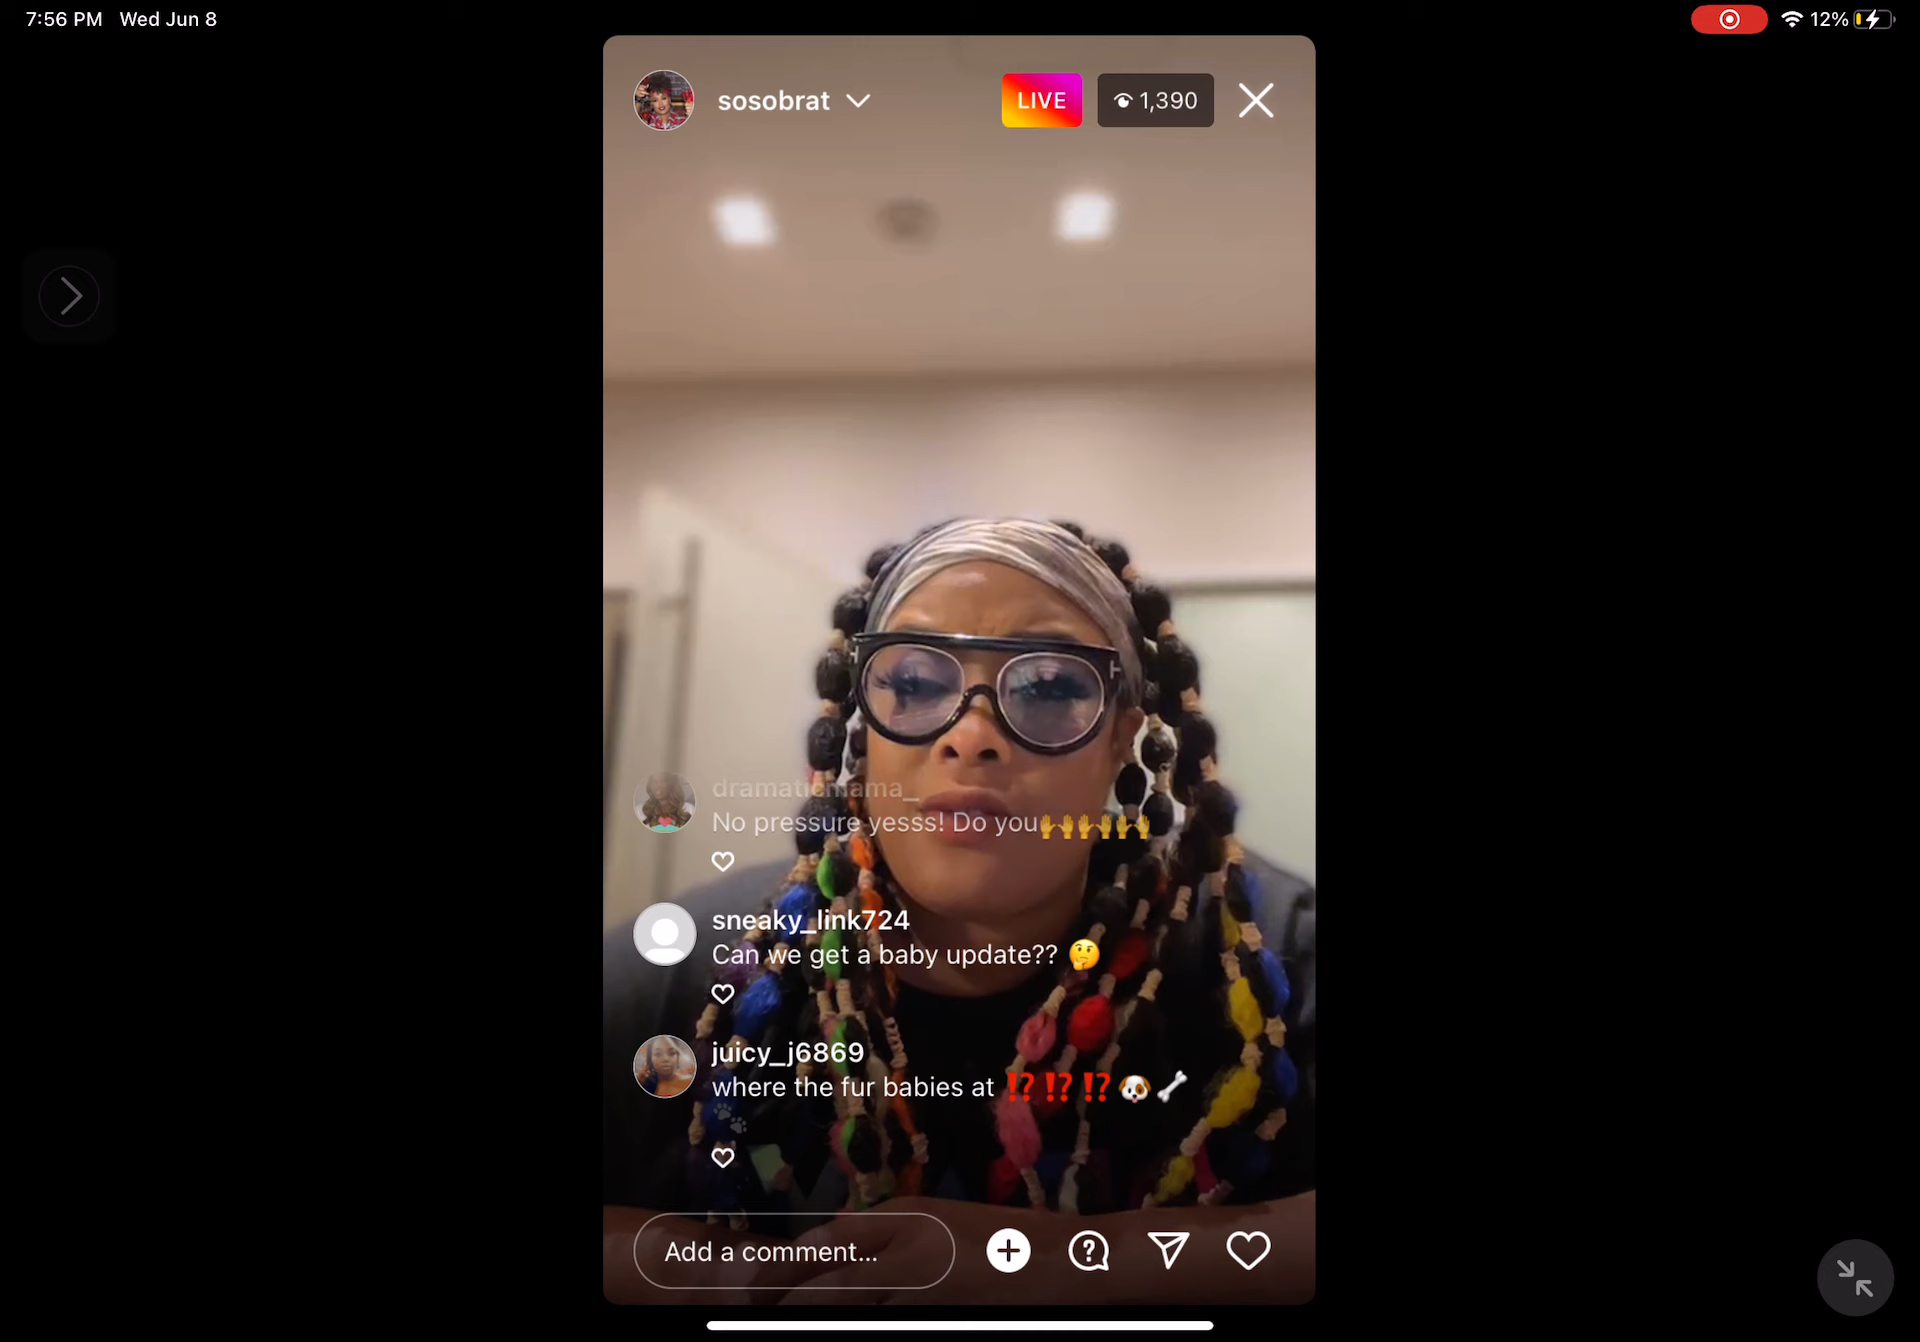 7:56 PM Wed Jun 8
12%
sosobrat
LIVE
1,390
dramaticmama_
No pressure yesss! Do you🙌🙌🙌
sneaky_link724
Can we get a baby update?? 🤔
juicy_j6869
where the fur babies at ⁉️⁉️⁉️🐶🦴
🐾
Add a comment...